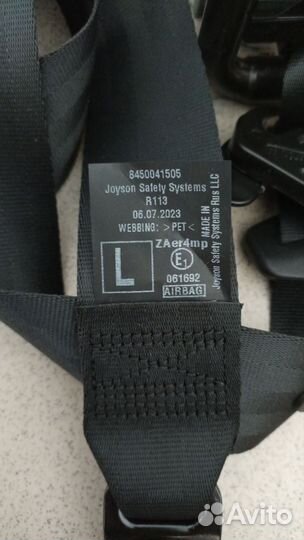 8450041505
Joyson Safety Systems
R113
06.07.2023
WEBBING: >PET<
L
ZAer4mp
E1
061692
AIRBAG
MADE IN
Joyson Safety Systems Rus LLC
Avito